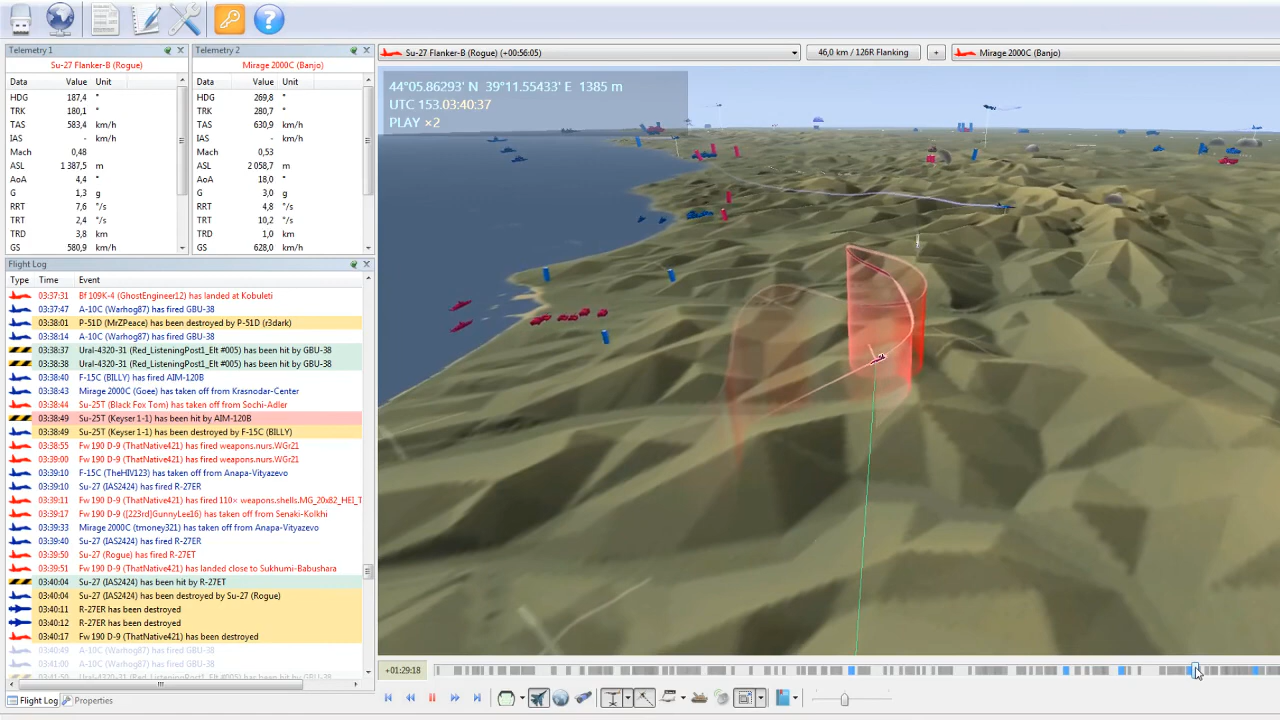 Telemetry 1
Su-27 Flanker-B (Rogue)
Data Value Unit
HDG 187,4 °
TRK 180,1 °
TAS 583,4 km/h
IAS - km/h
Mach 0,48
ASL 1 387,5 m
AoA 4,4 °
G 1,3 g
RRT 7,6 °/s
TRT 2,4 °/s
TRD 3,8 km
GS 580,9 km/h
Telemetry 2
Mirage 2000C (Banjo)
Data Value Unit
HDG 269,8 °
TRK 280,7 °
TAS 630,9 km/h
IAS - km/h
Mach 0,53
ASL 2 058,7 m
AoA 18,0 °
G 3,0 g
RRT 4,8 °/s
TRT 10,2 °/s
TRD 1,0 km
GS 628,0 km/h
Su-27 Flanker-B (Rogue) (+00:56:05)
46,0 km / 126R Flanking
+
Mirage 2000C (Banjo)
44°05.86293' N 39°11.55433' E 1385 m
UTC 153.03:40:37
PLAY ×2
Flight Log
Type Time Event
03:37:31 Bf 109K-4 (GhostEngineer12) has landed at Kobuleti
03:37:47 A-10C (Warhog87) has fired GBU-38
03:38:01 P-51D (MrZPeace) has been destroyed by P-51D (r3dark)
03:38:14 A-10C (Warhog87) has fired GBU-38
03:38:37 Ural-4320-31 (Red_ListeningPost1_Elt #005) has been hit by GBU-38
03:38:38 Ural-4320-31 (Red_ListeningPost1_Elt #005) has been hit by GBU-38
03:38:40 F-15C (BILLY) has fired AIM-120B
03:38:43 Mirage 2000C (Goee) has taken off from Krasnodar-Center
03:38:44 Su-25T (Black Fox Tom) has taken off from Sochi-Adler
03:38:49 Su-25T (Keyser 1-1) has been hit by AIM-120B
03:38:49 Su-25T (Keyser 1-1) has been destroyed by F-15C (BILLY)
03:38:55 Fw 190 D-9 (ThatNative421) has fired weapons.nurs.WGr21
03:39:00 Fw 190 D-9 (ThatNative421) has fired weapons.nurs.WGr21
03:39:10 F-15C (TheHIV123) has taken off from Anapa-Vityazevo
03:39:10 Su-27 (IAS2424) has fired R-27ER
03:39:11 Fw 190 D-9 (ThatNative421) has fired 110× weapons.shells.MG_20x82_HEI_T
03:39:17 Fw 190 D-9 ([223rd]GunnyLee16) has taken off from Senaki-Kolkhi
03:39:33 Mirage 2000C (tmoney321) has taken off from Anapa-Vityazevo
03:39:40 Su-27 (IAS2424) has fired R-27ER
03:39:50 Su-27 (Rogue) has fired R-27ET
03:39:51 Fw 190 D-9 (ThatNative421) has landed close to Sukhumi-Babushara
03:40:04 Su-27 (IAS2424) has been hit by R-27ET
03:40:04 Su-27 (IAS2424) has been destroyed by Su-27 (Rogue)
03:40:11 R-27ER has been destroyed
03:40:12 R-27ER has been destroyed
03:40:17 Fw 190 D-9 (ThatNative421) has been destroyed
03:40:49 A-10C (Warhog87) has fired GBU-38
03:41:00 A-10C (Warhog87) has fired GBU-38
+01:29:18
Flight Log
Properties